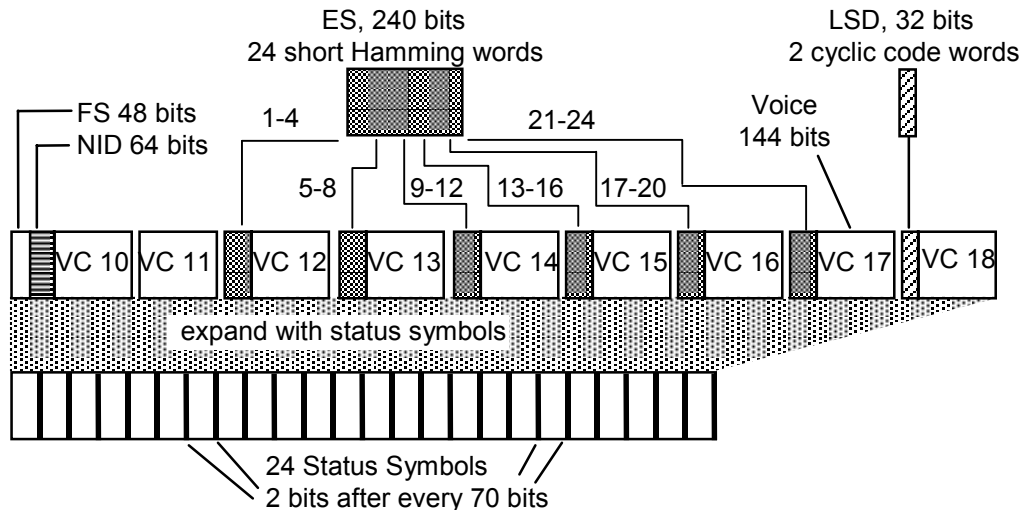 ES, 240 bits
24 short Hamming words
LSD, 32 bits
2 cyclic code words
FS 48 bits
NID 64 bits
1-4
21-24
Voice
144 bits
5-8
9-12
13-16
17-20
VC 10
VC 11
VC 12
VC 13
VC 14
VC 15
VC 16
VC 17
VC 18
expand with status symbols
24 Status Symbols
2 bits after every 70 bits